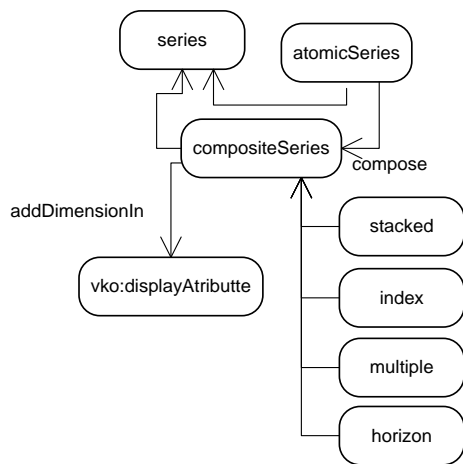 series
atomicSeries
compositeSeries
compose
addDimensionIn
stacked
vko:displayAtributte
index
multiple
horizon